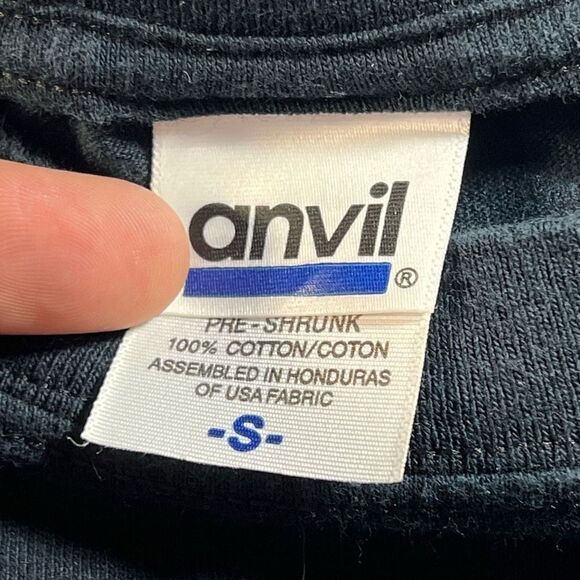 anvil
®
PRE-SHRUNK
100% COTTON/COTON
ASSEMBLED IN HONDURAS
OF USA FABRIC
-S-